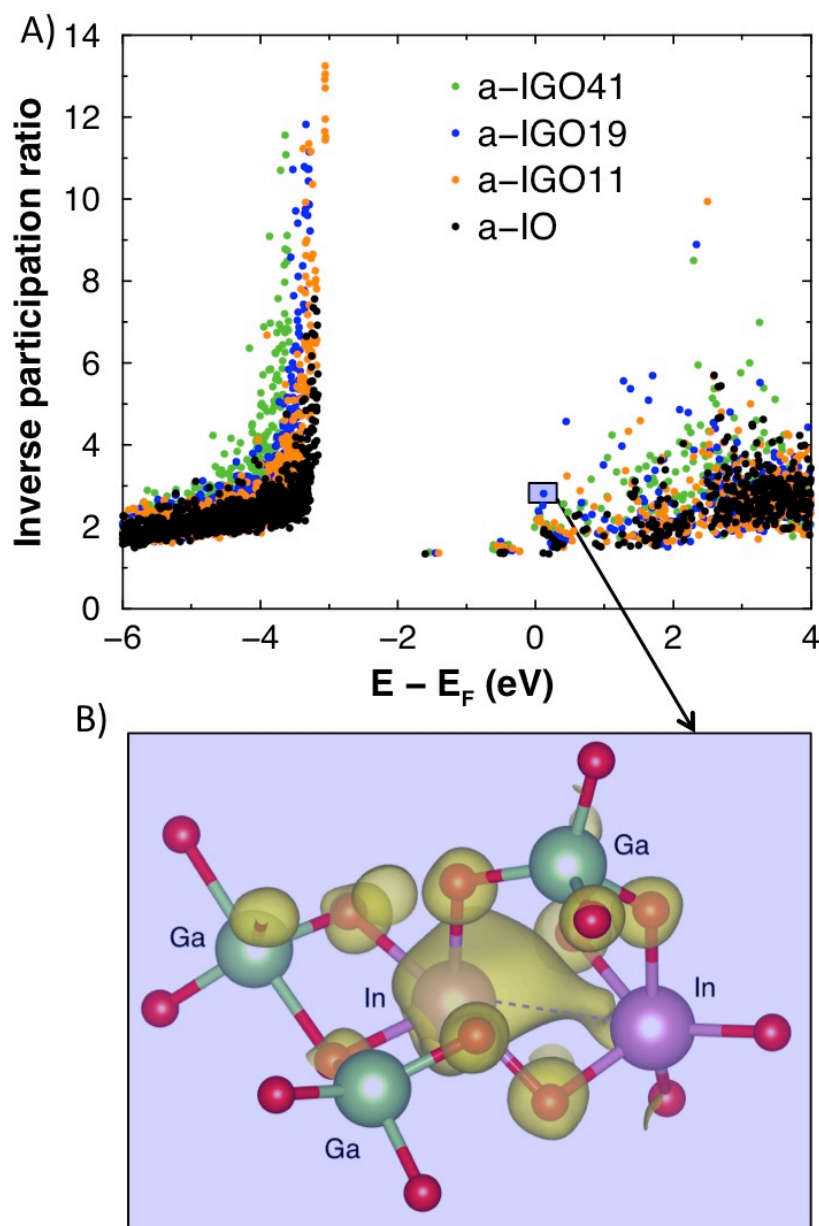 A)
14
12
10
8
6
4
2
0
Inverse participation ratio
a-IGO41
a-IGO19
a-IGO11
a-IO
−6 −4 −2 0 2 4
E − E_F (eV)
B)
Ga
Ga
In
In
Ga